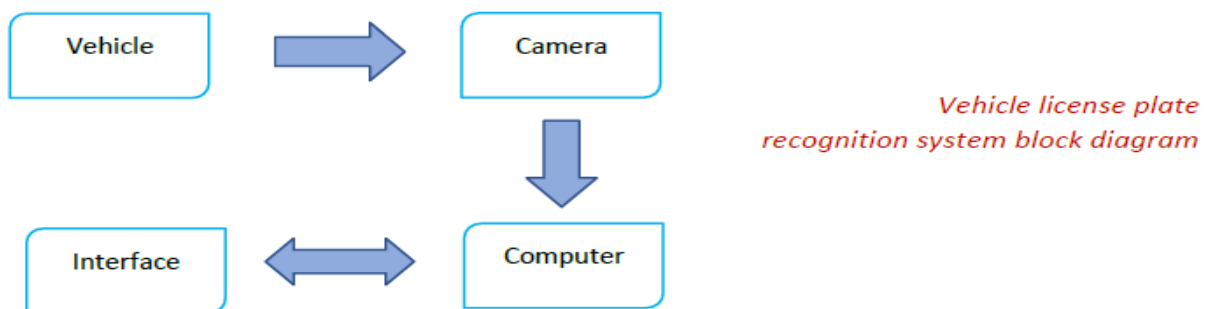 Vehicle
Camera
Vehicle license plate
recognition system block diagram
Interface
Computer